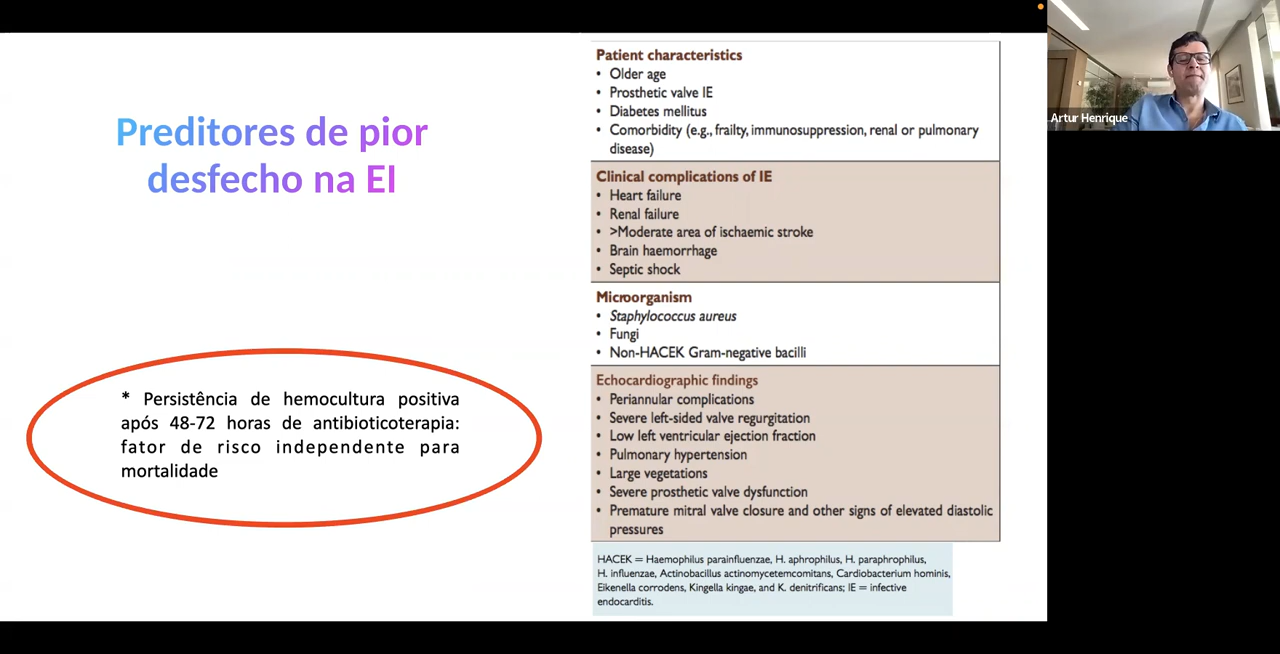 Preditores de pior
desfecho na EI
* Persistência de hemocultura positiva
após 48-72 horas de antibioticoterapia:
fator de risco independente para
mortalidade
Patient characteristics
• Older age
• Prosthetic valve IE
• Diabetes mellitus
• Comorbidity (e.g., frailty, immunosuppression, renal or pulmonary
disease)
Clinical complications of IE
• Heart failure
• Renal failure
• >Moderate area of ischaemic stroke
• Brain haemorrhage
• Septic shock
Microorganism
• Staphylococcus aureus
• Fungi
• Non-HACEK Gram-negative bacilli
Echocardiographic findings
• Periannular complications
• Severe left-sided valve regurgitation
• Low left ventricular ejection fraction
• Pulmonary hypertension
• Large vegetations
• Severe prosthetic valve dysfunction
• Premature mitral valve closure and other signs of elevated diastolic
pressures
HACEK = Haemophilus parainfluenzae, H. aphrophilus, H. paraphrophilus,
H. influenzae, Actinobacillus actinomycetemcomitans, Cardiobacterium hominis,
Eikenella corrodens, Kingella kingae, and K. denitrificans; IE = infective
endocarditis.
Artur Henrique